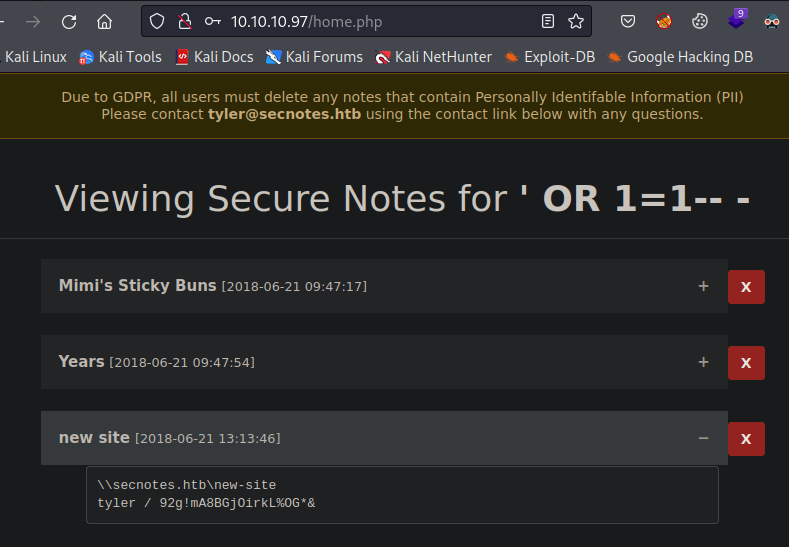 10.10.10.97/home.php
9
Kali Linux Kali Tools Kali Docs Kali Forums Kali NetHunter Exploit-DB Google Hacking DB
Due to GDPR, all users must delete any notes that contain Personally Identifable Information (PII)
Please contact tyler@secnotes.htb using the contact link below with any questions.
Viewing Secure Notes for ' OR 1=1-- -
Mimi's Sticky Buns [2018-06-21 09:47:17] + X
Years [2018-06-21 09:47:54] + X
new site [2018-06-21 13:13:46] − X
\\secnotes.htb\new-site
tyler / 92g!mA8BGjOirkL%OG*&